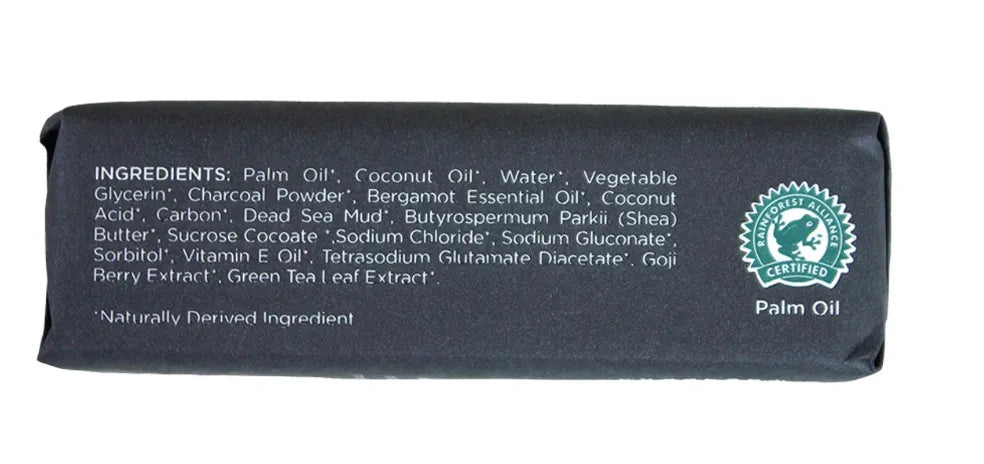 INGREDIENTS: Palm Oil*, Coconut Oil*, Water*, Vegetable
Glycerin*, Charcoal Powder*, Bergamot Essential Oil*, Coconut
Acid*, Carbon*, Dead Sea Mud*, Butyrospermum Parkii (Shea)
Butter*, Sucrose Cocoate *,Sodium Chloride*, Sodium Gluconate*,
Sorbitol*, Vitamin E Oil*, Tetrasodium Glutamate Diacetate*, Goji
Berry Extract*, Green Tea Leaf Extract*.
*Naturally Derived Ingredient
RAINFOREST ALLIANCE
CERTIFIED
Palm Oil